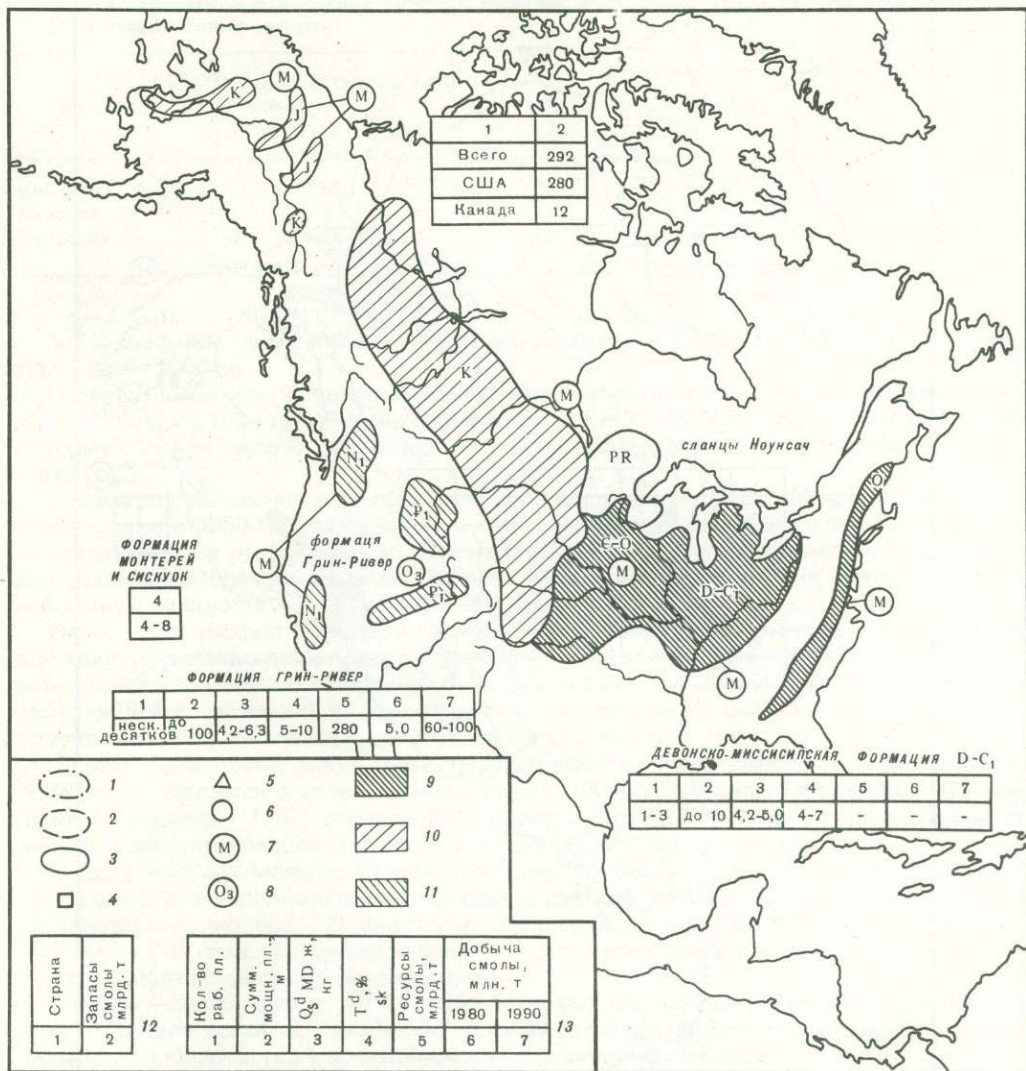 1 2
Всего 292
США 280
Канада 12
K
M
J
J
K
M
K
M
PR
сланцы Ноунсач
N₁
P₁
формация
Грин-Ривер
O₃
P₁
M
N₁
Є-O
M
D-C₁
M
O
M
ФОРМАЦИЯ
МОНТЕРЕЙ
И СИСКУОК
4
4-8
ФОРМАЦИЯ ГРИН-РИВЕР
1 2 3 4 5 6 7
неск. десятков до 100 4,2-6,3 5-10 280 5,0 60-100
ДЕВОНСКО-МИССИСИПСКАЯ ФОРМАЦИЯ D-C₁
1 2 3 4 5 6 7
1-3 до 10 4,2-5,0 4-7 - - -
1
2
3
4
5
6
M 7
O₃ 8
9
10
11
Страна
Запасы смолы млрд. т
1 2
12
Кол-во раб. пл.
Сумм. мощн. пл., м
Q d s MD ж, кг
T d sk, %
Ресурсы смолы, млрд. т
Добыча смолы, млн. т
1980 1990
1 2 3 4 5 6 7
13